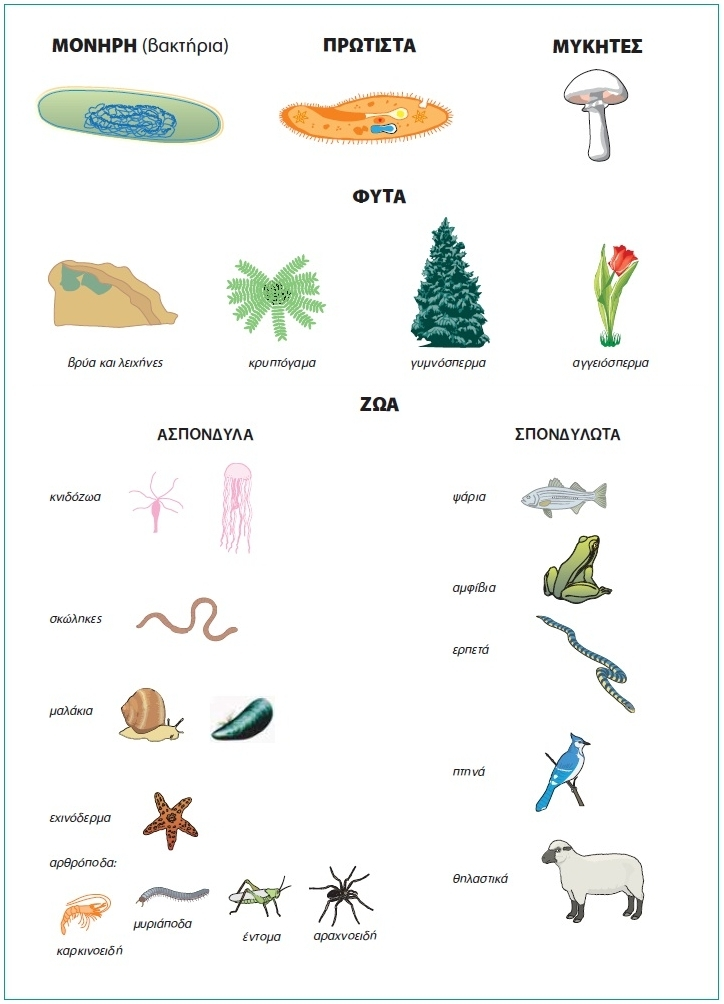 ΜΟΝΗΡΗ (βακτήρια) ΠΡΩΤΙΣΤΑ ΜΥΚΗΤΕΣ
ΦΥΤΑ
βρύα και λειχήνες κρυπτόγαμα γυμνόσπερμα αγγειόσπερμα
ΖΩΑ
ΑΣΠΟΝΔΥΛΑ
κνιδόζωα
σκώληκες
μαλάκια
εχινόδερμα
αρθρόποδα:
καρκινοειδή
μυριάποδα
έντομα
αραχνοειδή
ΣΠΟΝΔΥΛΩΤΑ
ψάρια
αμφίβια
ερπετά
πτηνά
θηλαστικά